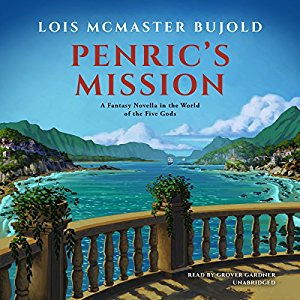 LOIS MCMASTER BUJOLD
PENRIC'S
MISSION
A Fantasy Novella in the World
of the Five Gods
READ BY GROVER GARDNER
UNABRIDGED